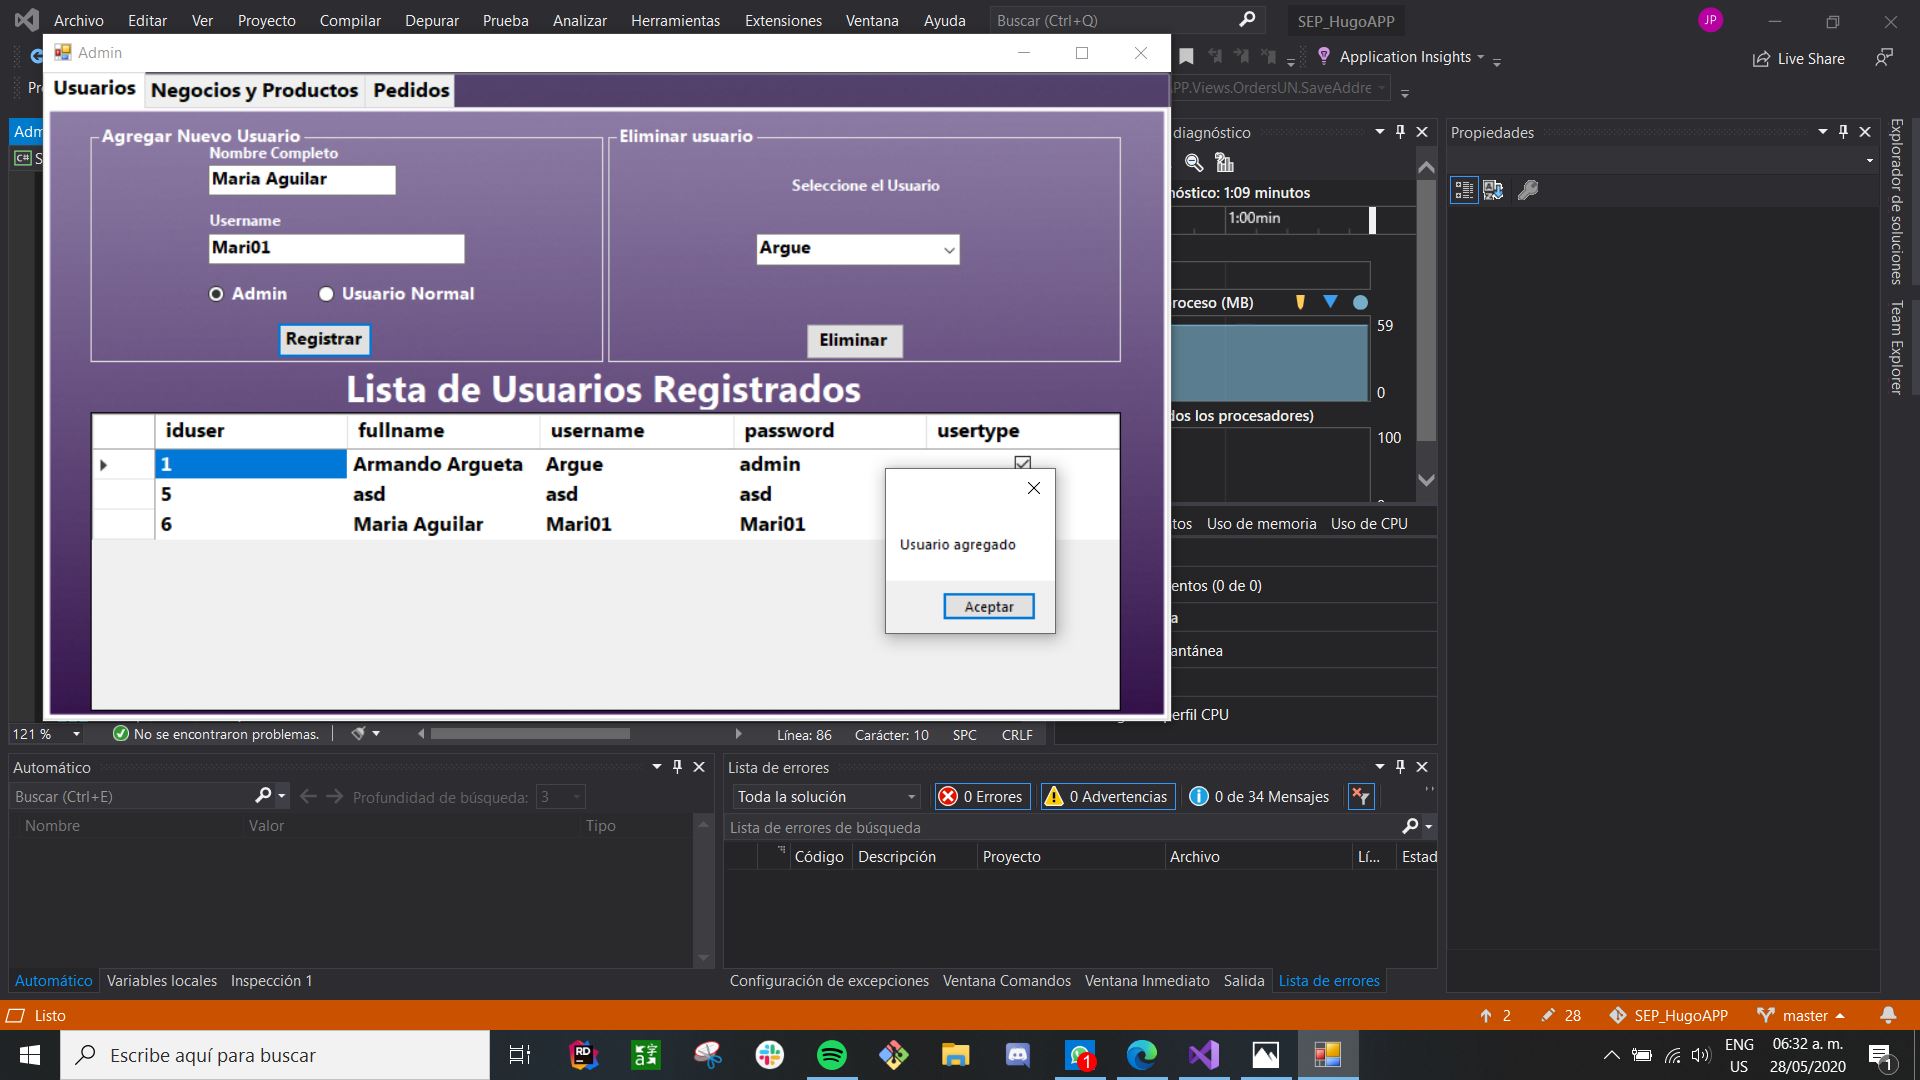 Archivo Editar Ver Proyecto Compilar Depurar Prueba Analizar Herramientas Extensiones Ventana Ayuda Buscar (Ctrl+Q) SEP_HugoAPP JP
Admin
Application Insights Live Share
Usuarios Negocios y Productos Pedidos
Agregar Nuevo Usuario
Nombre Completo
Maria Aguilar
Username
Mari01
Admin Usuario Normal
Registrar
Eliminar usuario
Seleccione el Usuario
Argue
Eliminar
Lista de Usuarios Registrados
iduser fullname username password usertype
1 Armando Argueta Argue admin
5 asd asd asd
6 Maria Aguilar Mari01 Mari01
Usuario agregado
Aceptar
PP.Views.OrdersUN.SaveAddre
diagnóstico
nóstico: 1:09 minutos
1:00min
roceso (MB)
59
0
dos los procesadores)
100
tos Uso de memoria Uso de CPU
entos (0 de 0)
a
antánea
erfil CPU
Propiedades
Explorador de soluciones
Team Explorer
121 % No se encontraron problemas. Línea: 86 Carácter: 10 SPC CRLF
Automático
Buscar (Ctrl+E) Profundidad de búsqueda: 3
Nombre Valor Tipo
Automático Variables locales Inspección 1
Lista de errores
Toda la solución 0 Errores 0 Advertencias 0 de 34 Mensajes
Lista de errores de búsqueda
Código Descripción Proyecto Archivo Lí... Estad
Configuración de excepciones Ventana Comandos Ventana Inmediato Salida Lista de errores
Listo 2 28 SEP_HugoAPP master
Escribe aquí para buscar
ENG
US
06:32 a. m.
28/05/2020